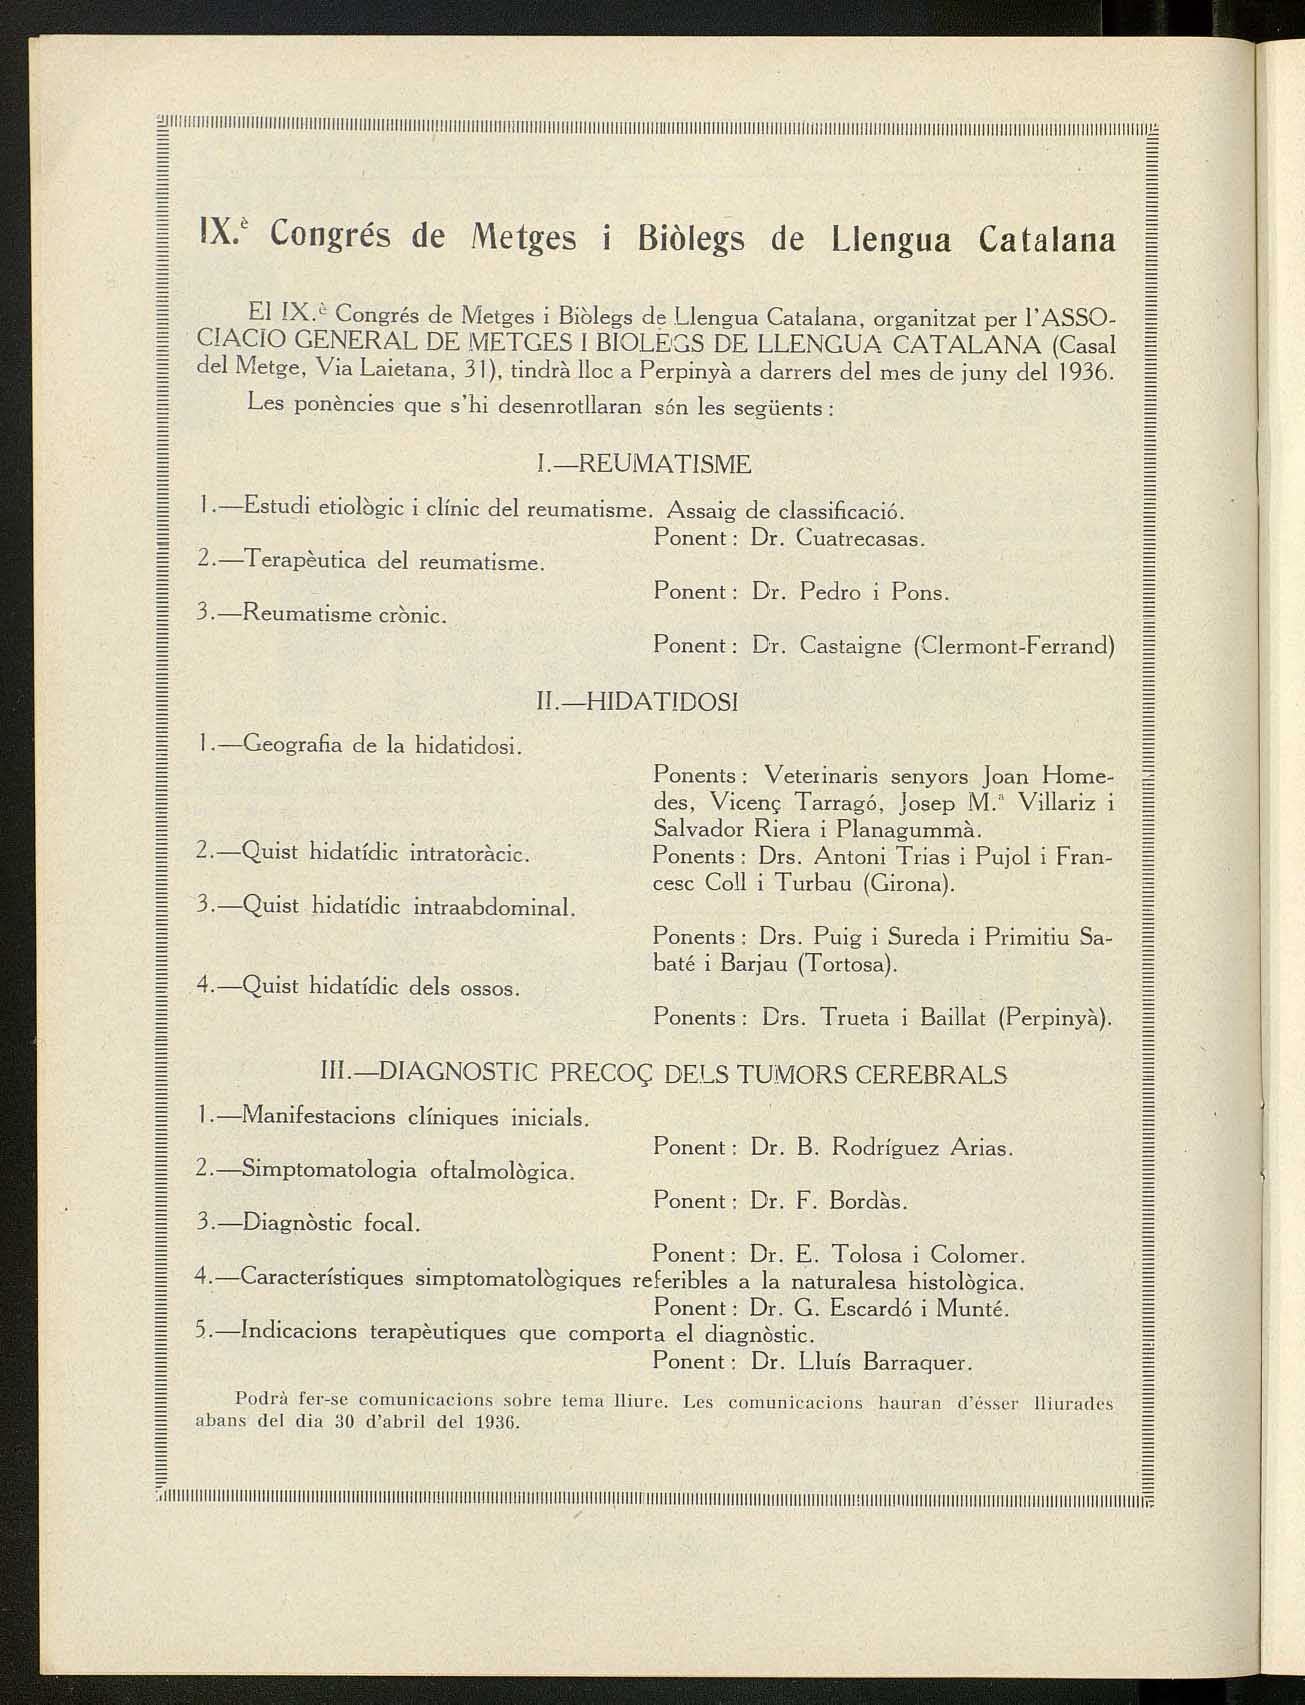 IX.è Congrés de Metges i Biòlegs de Llengua Catalana
El IX.è Congrés de Metges i Biòlegs de Llengua Catalana, organitzat per l'ASSO-
CIACIO GENERAL DE METGES I BIOLEGS DE LLENGUA CATALANA (Casal
del Metge, Via Laietana, 31), tindrà lloc a Perpinyà a darrers del mes de juny del 1936.
Les ponències que s'hi desenrotllaran són les següents :
I.—REUMATISME
1.—Estudi etiològic i clínic del reumatisme. Assaig de classificació.
Ponent : Dr. Cuatrecasas.
2.—Terapèutica del reumatisme.
Ponent : Dr. Pedro i Pons.
3.—Reumatisme crònic.
Ponent : Dr. Castaigne (Clermont-Ferrand)
II.—HIDATIDOSI
1.—Geografia de la hidatidosi.
Ponents : Veterinaris senyors Joan Home-
des, Vicenç Tarragó, Josep M.ª Villariz i
Salvador Riera i Planagummà.
2.—Quist hidatídic intratoràcic. Ponents : Drs. Antoni Trias i Pujol i Fran-
cesc Coll i Turbau (Girona).
3.—Quist hidatídic intraabdominal.
Ponents : Drs. Puig i Sureda i Primitiu Sa-
baté i Barjau (Tortosa).
4.—Quist hidatídic dels ossos.
Ponents : Drs. Trueta i Baillat (Perpinyà).
III.—DIAGNOSTIC PRECOÇ DELS TUMORS CEREBRALS
1.—Manifestacions clíniques inicials.
Ponent : Dr. B. Rodríguez Arias.
2.—Simptomatologia oftalmològica.
Ponent : Dr. F. Bordàs.
3.—Diagnòstic focal.
Ponent : Dr. E. Tolosa i Colomer.
4.—Característiques simptomatològiques referibles a la naturalesa histològica.
Ponent : Dr. G. Escardó i Munté.
5.—Indicacions terapèutiques que comporta el diagnòstic.
Ponent : Dr. Lluís Barraquer.
Podrà fer-se comunicacions sobre tema lliure. Les comunicacions hauran d'ésser lliurades
abans del dia 30 d'abril del 1936.